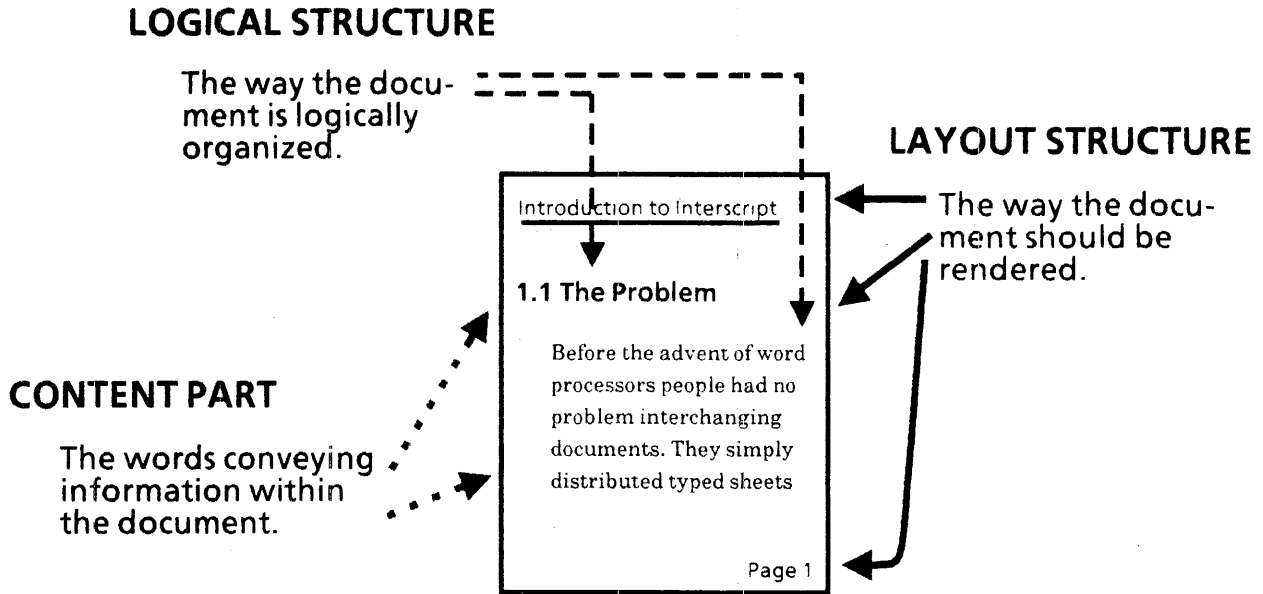 LOGICAL STRUCTURE
The way the docu-
ment is logically
organized.
LAYOUT STRUCTURE
The way the docu-
ment should be
rendered.
Introduction to Interscript
1.1 The Problem
Before the advent of word
processors people had no
problem interchanging
documents. They simply
distributed typed sheets
Page 1
CONTENT PART
The words conveying
information within
the document.